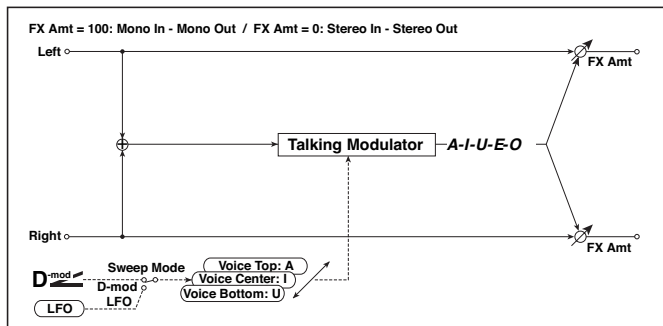 FX Amt = 100: Mono In - Mono Out / FX Amt = 0: Stereo In - Stereo Out
Left
FX Amt
Talking Modulator
A-I-U-E-O
Right
FX Amt
D-mod
Sweep Mode
D-mod
LFO
LFO
Voice Top: A
Voice Center: I
Voice Bottom: U